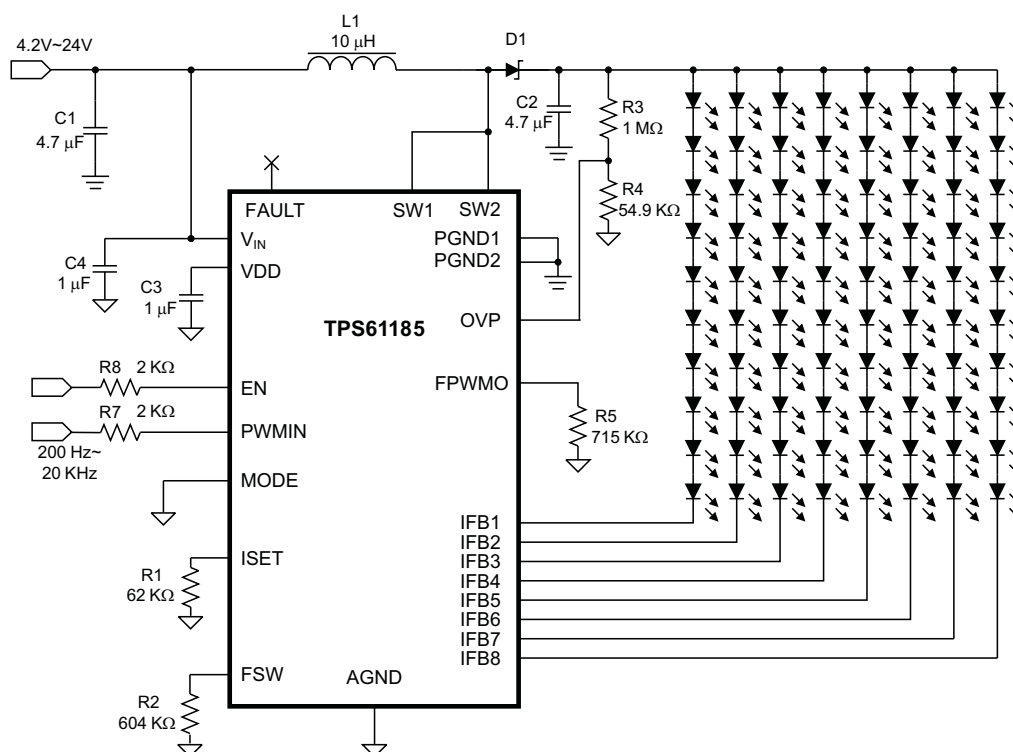 L1
10 μH
4.2V~24V
D1
C1
4.7 μF
C2
4.7 μF
R3
1 MΩ
R4
54.9 KΩ
FAULT
SW1
SW2
VIN
VDD
PGND1
PGND2
C4
1 μF
C3
1 μF
TPS61185
OVP
R8 2 KΩ
EN
FPWMO
R7 2 KΩ
PWMIN
R5
715 KΩ
200 Hz~
20 KHz
MODE
IFB1
IFB2
IFB3
IFB4
IFB5
IFB6
IFB7
IFB8
ISET
R1
62 KΩ
FSW
AGND
R2
604 KΩ